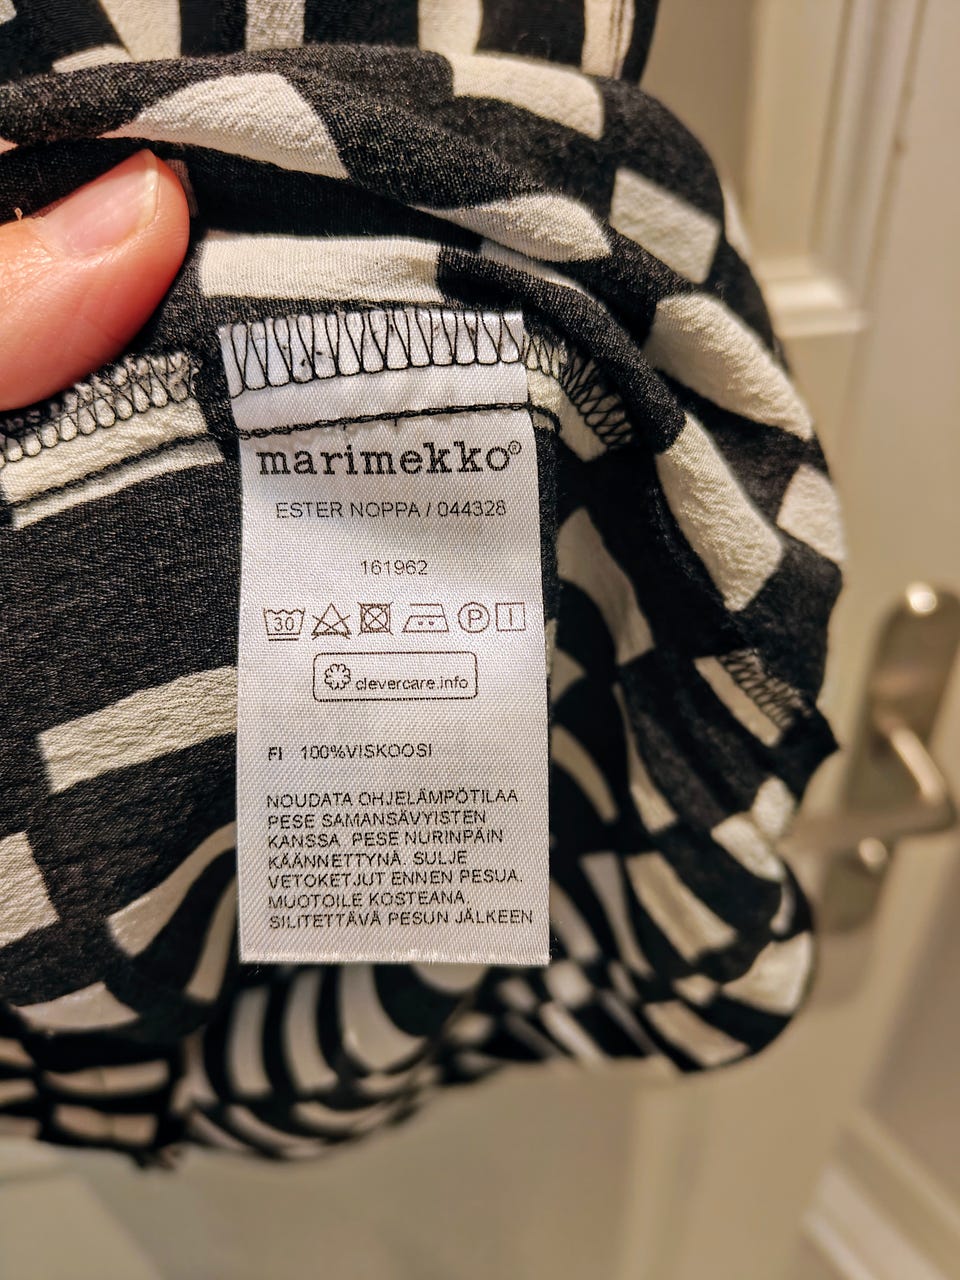 marimekko®
ESTER NOPPA / 044328
161962
30 P
clevercare.info
FI 100%VISKOOSI
NOUDATA OHJELÄMPÖTILAA
PESE SAMANSÄVYISTEN
KANSSA. PESE NURINPÄIN
KÄÄNNETTYNÄ. SULJE
VETOKETJUT ENNEN PESUA.
MUOTOILE KOSTEANA,
SILITETTÄVÄ PESUN JÄLKEEN